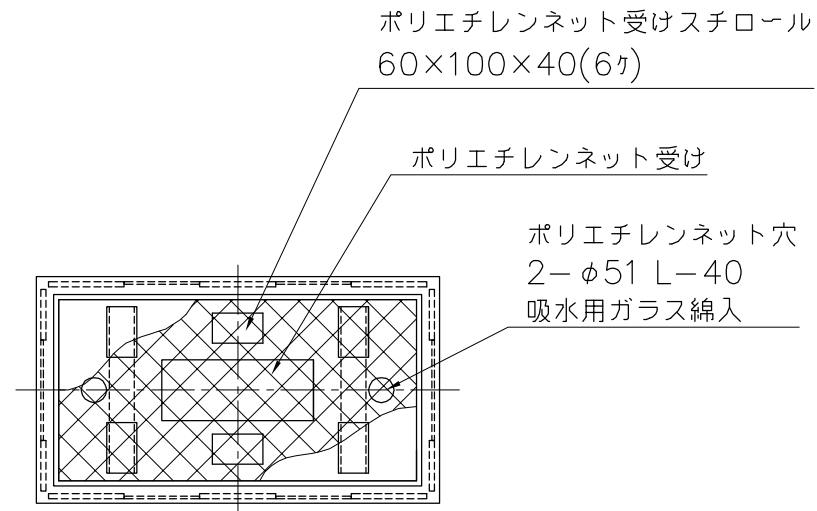 ポリエチレンネット受けスチロール
60×100×40(6ケ)
ポリエチレンネット受け
ポリエチレンネット穴
2−φ51 L−40
吸水用ガラス綿入